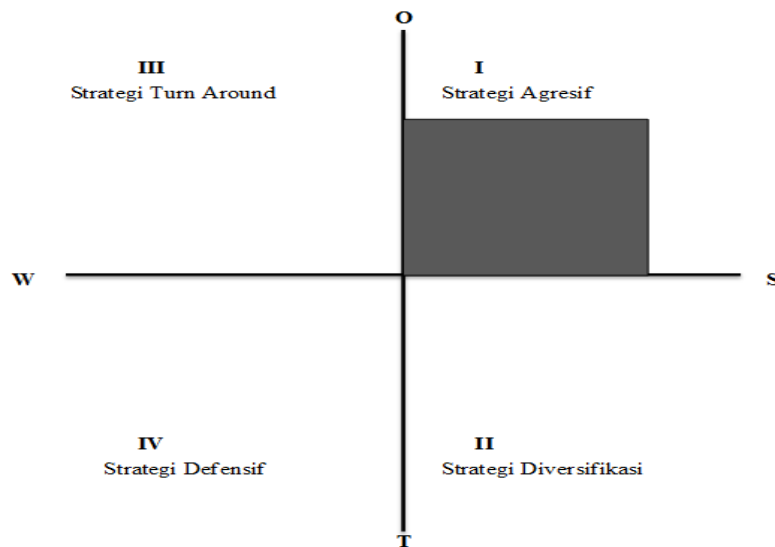 O
III
Strategi Turn Around
I
Strategi Agresif
W
S
IV
Strategi Defensif
II
Strategi Diversifikasi
T